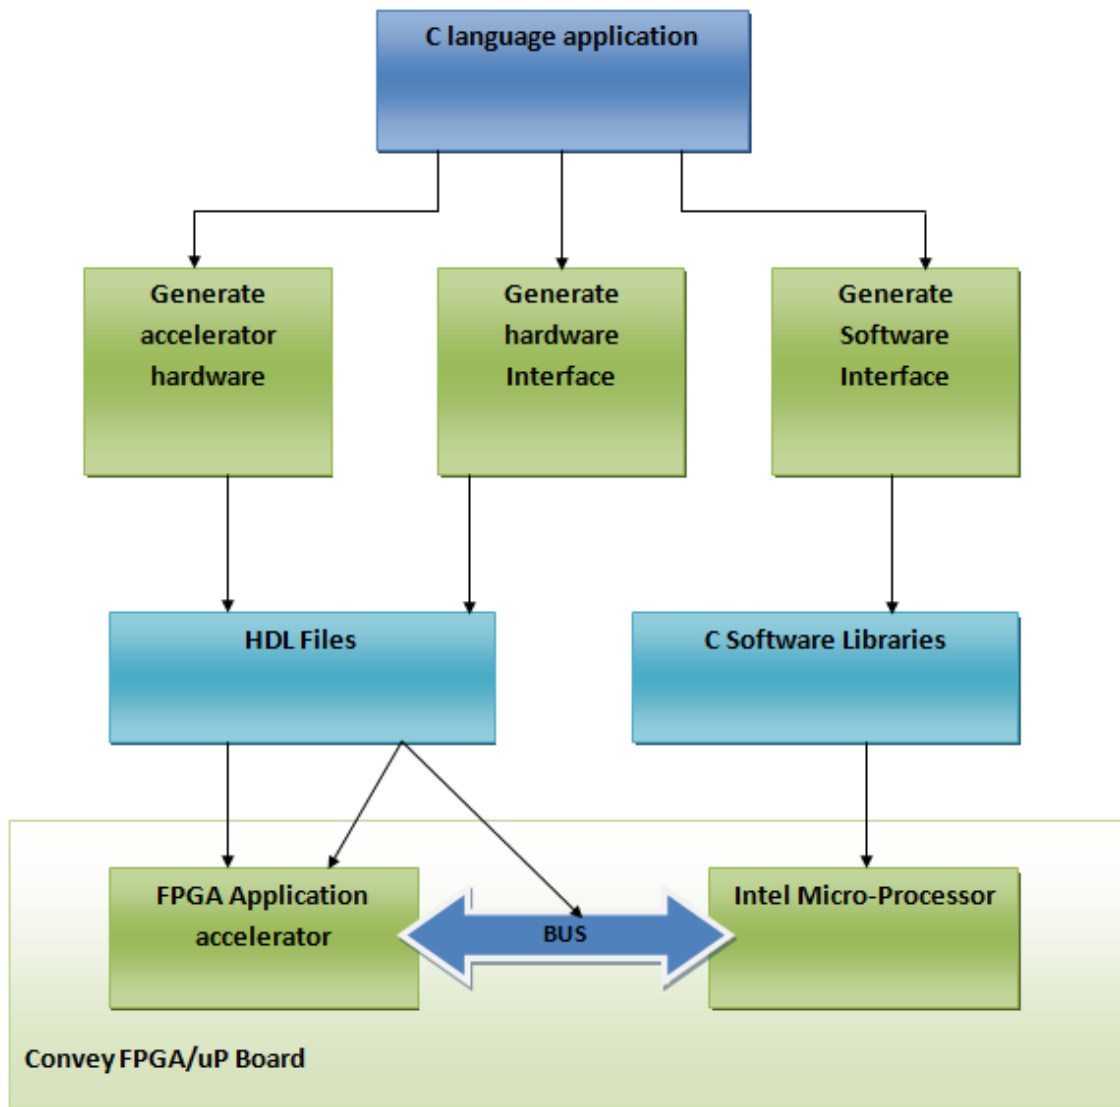 C language application
Generate
accelerator
hardware
Generate
hardware
Interface
Generate
Software
Interface
HDL Files
C Software Libraries
FPGA Application
accelerator
BUS
Intel Micro-Processor
Convey FPGA/uP Board